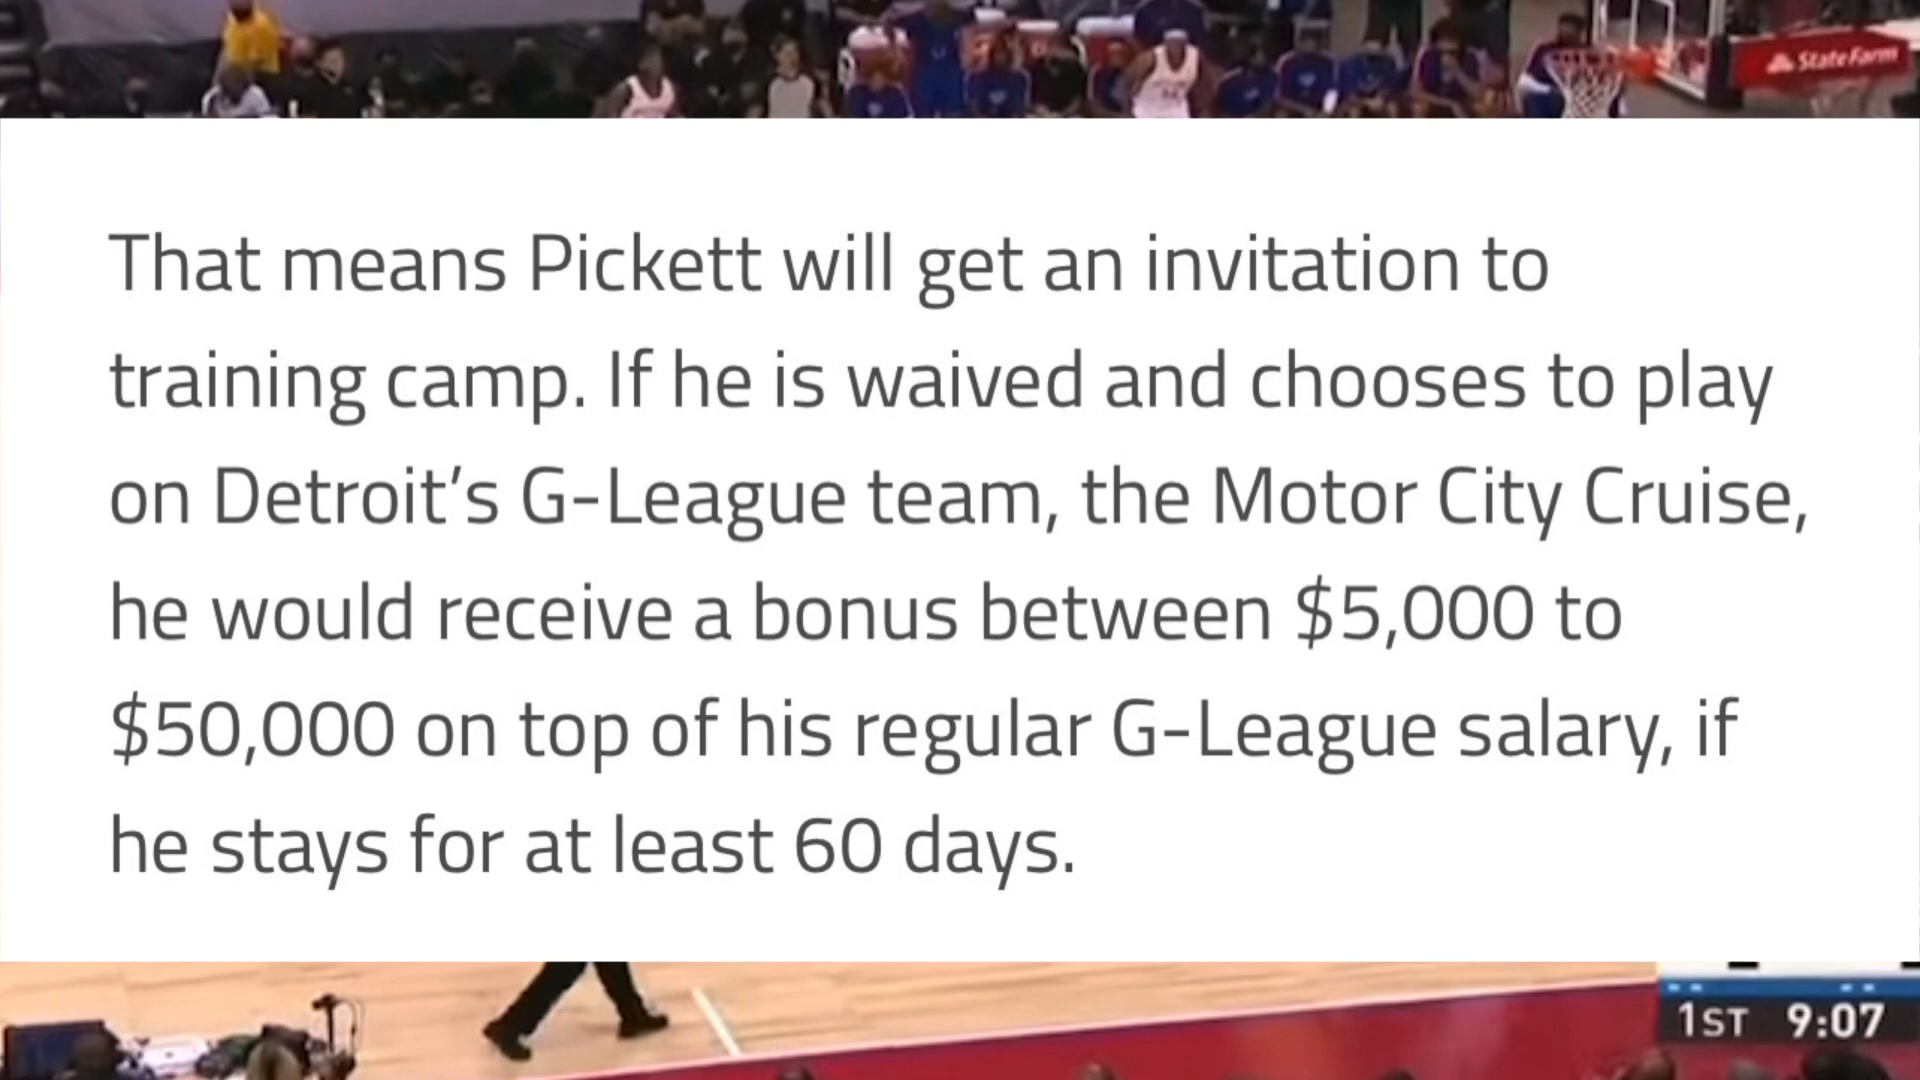 State Farm
That means Pickett will get an invitation to
training camp. If he is waived and chooses to play
on Detroit's G-League team, the Motor City Cruise,
he would receive a bonus between $5,000 to
$50,000 on top of his regular G-League salary, if
he stays for at least 60 days.
1ST 9:07